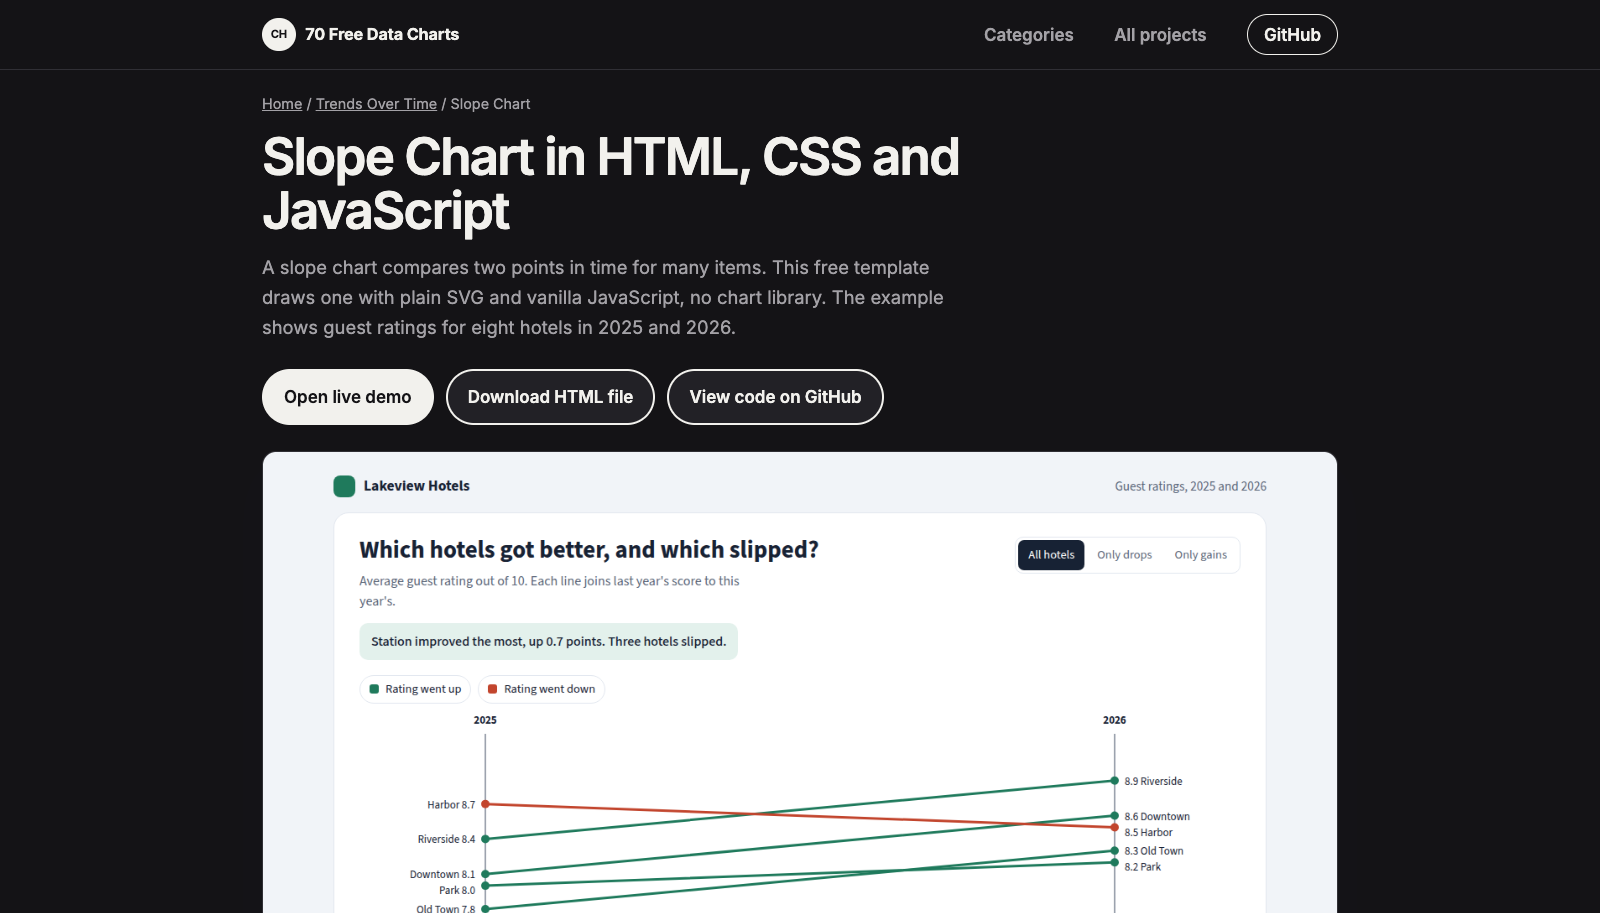 CH 70 Free Data Charts
Categories
All projects
GitHub
Home / Trends Over Time / Slope Chart
Slope Chart in HTML, CSS and
JavaScript
A slope chart compares two points in time for many items. This free template
draws one with plain SVG and vanilla JavaScript, no chart library. The example
shows guest ratings for eight hotels in 2025 and 2026.
Open live demo
Download HTML file
View code on GitHub
Lakeview Hotels
Guest ratings, 2025 and 2026
Which hotels got better, and which slipped?
All hotels
Only drops
Only gains
Average guest rating out of 10. Each line joins last year's score to this
year's.
Station improved the most, up 0.7 points. Three hotels slipped.
Rating went up
Rating went down
2025
2026
8.9 Riverside
Harbor 8.7
8.6 Downtown
8.5 Harbor
Riverside 8.4
8.3 Old Town
8.2 Park
Downtown 8.1
Park 8.0
Old Town 7.8